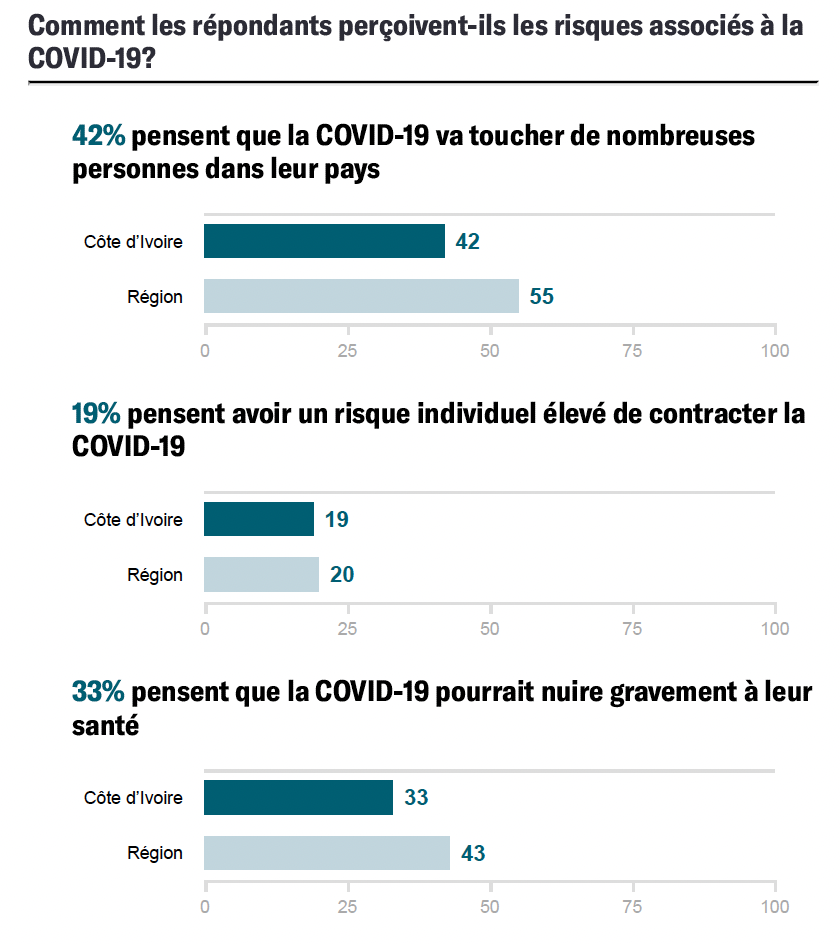 Comment les répondants perçoivent-ils les risques associés à la
COVID-19?
42% pensent que la COVID-19 va toucher de nombreuses
personnes dans leur pays
Côte d'Ivoire 42
Région 55
0 25 50 75 100
19% pensent avoir un risque individuel élevé de contracter la
COVID-19
Côte d'Ivoire 19
Région 20
0 25 50 75 100
33% pensent que la COVID-19 pourrait nuire gravement à leur
santé
Côte d'Ivoire 33
Région 43
0 25 50 75 100